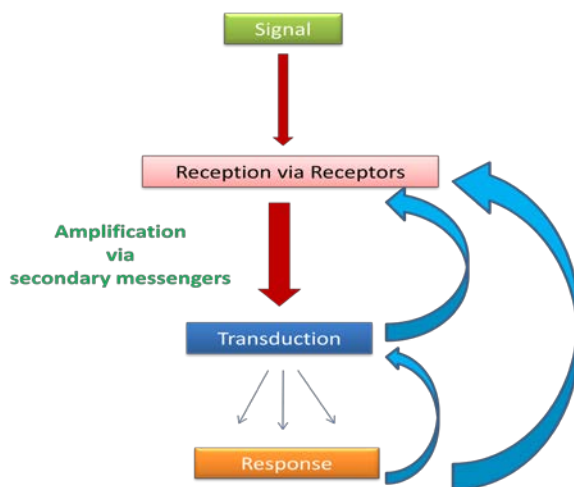 Signal
Reception via Receptors
Amplification
via
secondary messengers
Transduction
Response